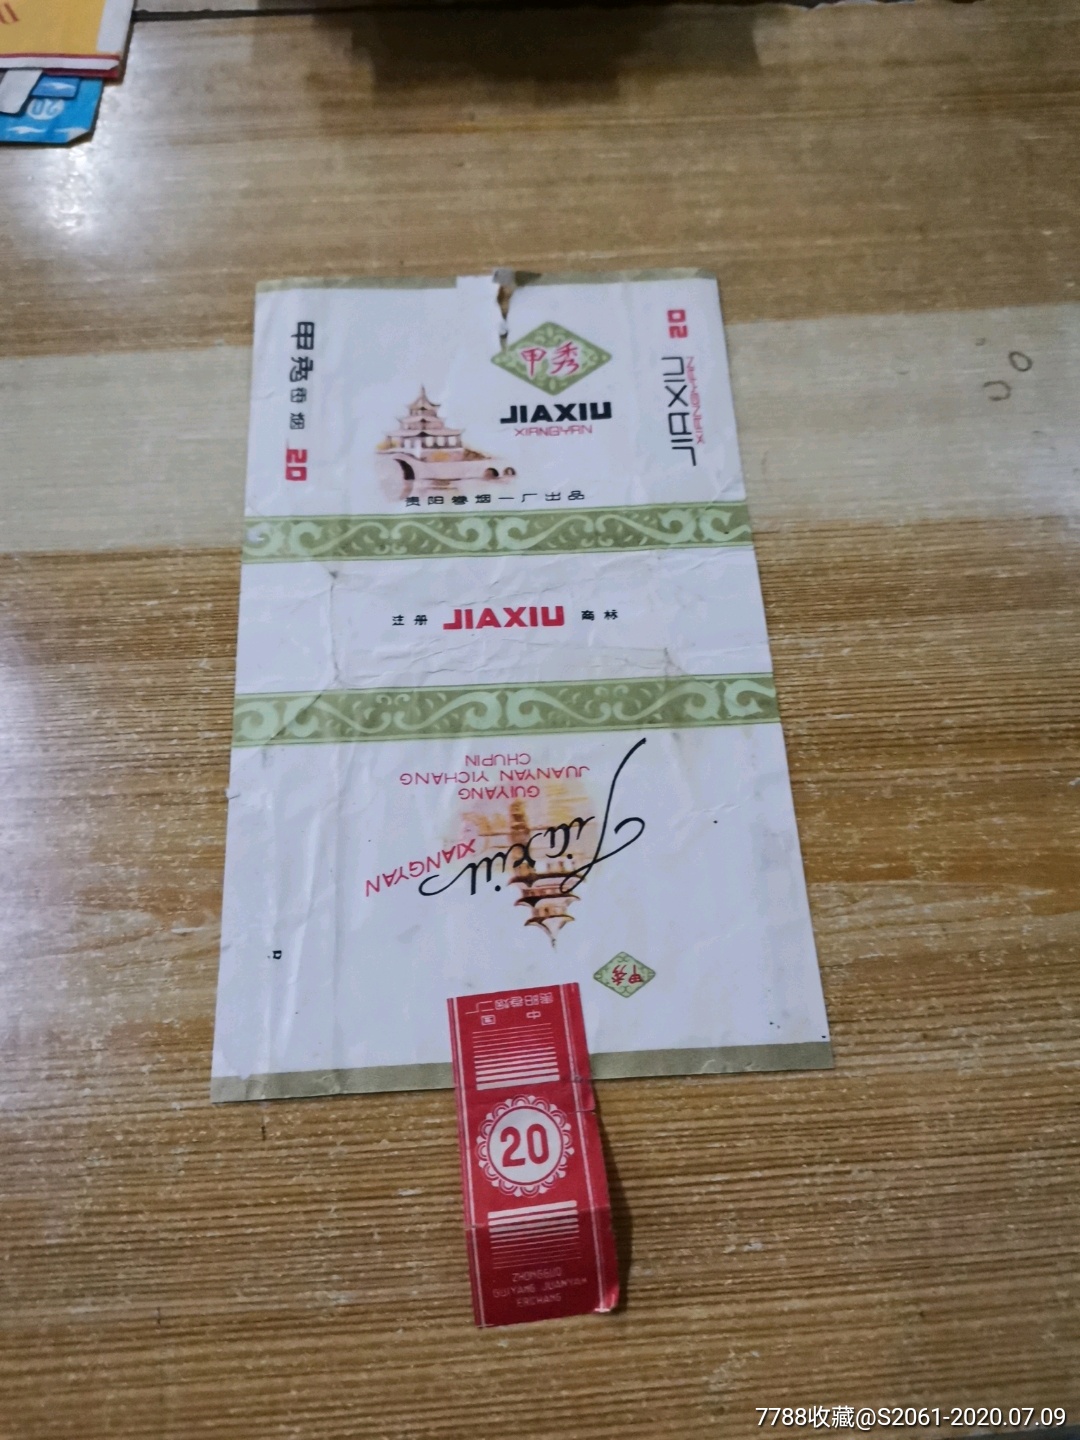 甲秀香烟 20
甲秀
JIAXIU
XIANGYAN
20
JIAXIU
XIANGYAN
贵阳卷烟一厂出品
注册 JIAXIU 商标
Jiaxiu
XIANGYAN
GUIYANG
JUANYAN YICHANG
CHUPIN
甲秀
中国
贵阳卷烟二厂
20
ZHONGGUO
GUIYANG JUANYAN
ERCHANG
20
7788收藏@S2061-2020.07.09